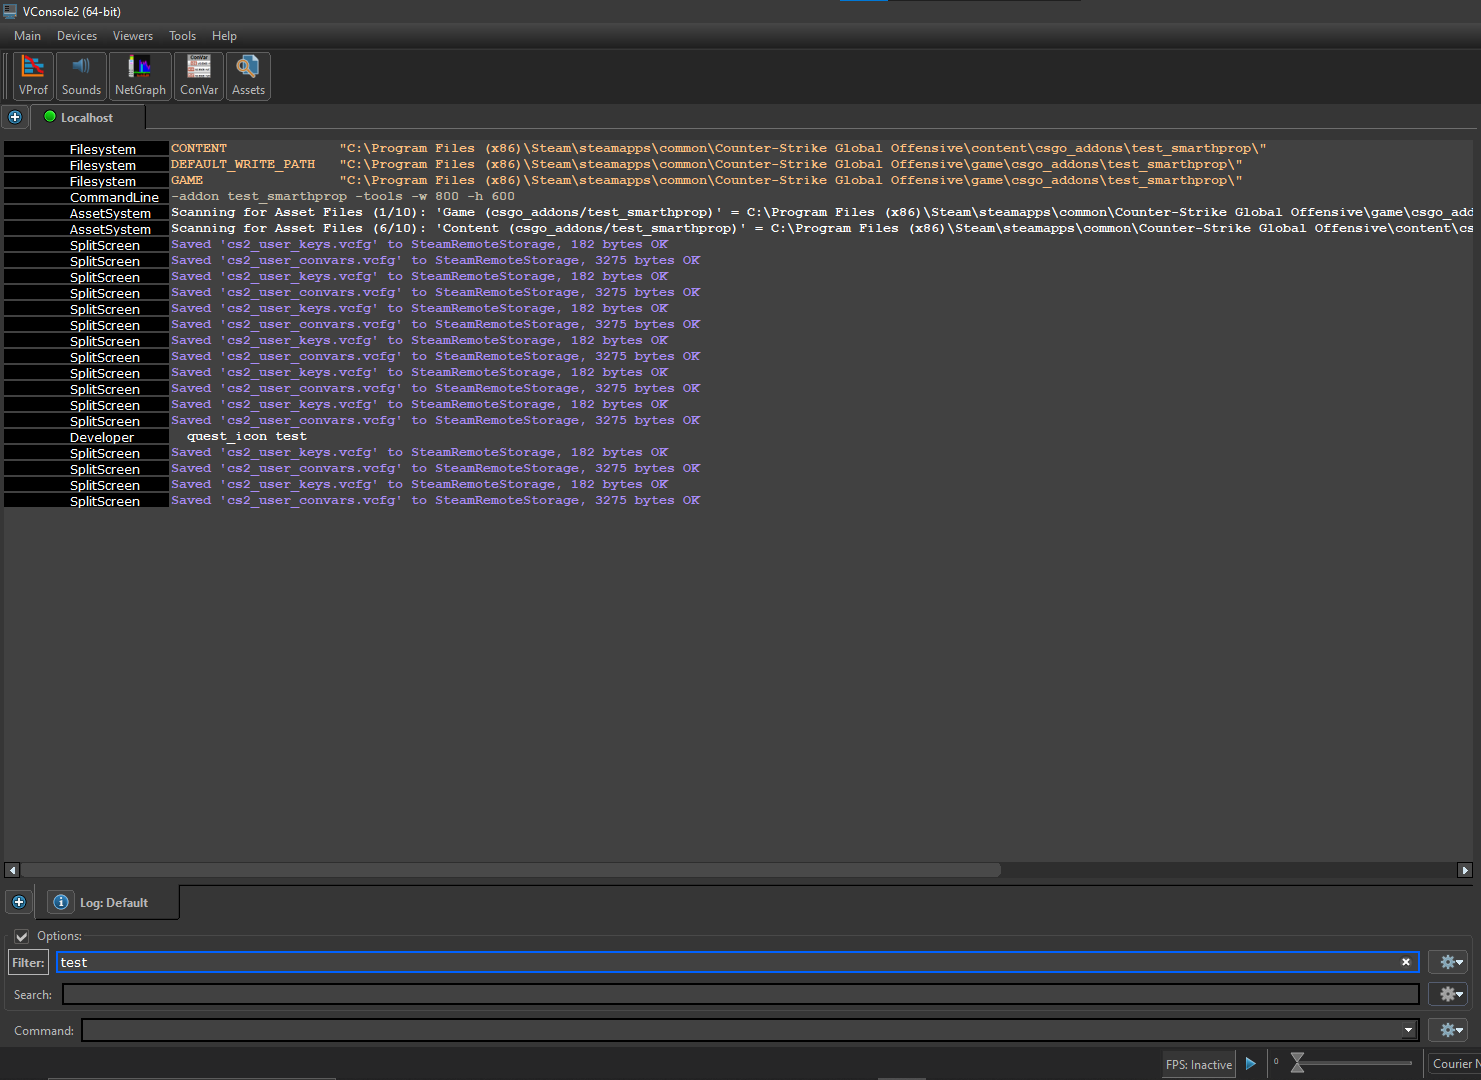 VConsole2 (64-bit)
Main Devices Viewers Tools Help
VProf Sounds NetGraph ConVar Assets
Localhost
Filesystem CONTENT "C:\Program Files (x86)\Steam\steamapps\common\Counter-Strike Global Offensive\content\csgo_addons\test_smarthprop\"
Filesystem DEFAULT_WRITE_PATH "C:\Program Files (x86)\Steam\steamapps\common\Counter-Strike Global Offensive\game\csgo_addons\test_smarthprop\"
Filesystem GAME "C:\Program Files (x86)\Steam\steamapps\common\Counter-Strike Global Offensive\game\csgo_addons\test_smarthprop\"
CommandLine -addon test_smarthprop -tools -w 800 -h 600
AssetSystem Scanning for Asset Files (1/10): 'Game (csgo_addons/test_smarthprop)' = C:\Program Files (x86)\Steam\steamapps\common\Counter-Strike Global Offensive\game\csgo_add
AssetSystem Scanning for Asset Files (6/10): 'Content (csgo_addons/test_smarthprop)' = C:\Program Files (x86)\Steam\steamapps\common\Counter-Strike Global Offensive\content\cs
SplitScreen Saved 'cs2_user_keys.vcfg' to SteamRemoteStorage, 182 bytes OK
SplitScreen Saved 'cs2_user_convars.vcfg' to SteamRemoteStorage, 3275 bytes OK
SplitScreen Saved 'cs2_user_keys.vcfg' to SteamRemoteStorage, 182 bytes OK
SplitScreen Saved 'cs2_user_convars.vcfg' to SteamRemoteStorage, 3275 bytes OK
SplitScreen Saved 'cs2_user_keys.vcfg' to SteamRemoteStorage, 182 bytes OK
SplitScreen Saved 'cs2_user_convars.vcfg' to SteamRemoteStorage, 3275 bytes OK
SplitScreen Saved 'cs2_user_keys.vcfg' to SteamRemoteStorage, 182 bytes OK
SplitScreen Saved 'cs2_user_convars.vcfg' to SteamRemoteStorage, 3275 bytes OK
SplitScreen Saved 'cs2_user_keys.vcfg' to SteamRemoteStorage, 182 bytes OK
SplitScreen Saved 'cs2_user_convars.vcfg' to SteamRemoteStorage, 3275 bytes OK
SplitScreen Saved 'cs2_user_keys.vcfg' to SteamRemoteStorage, 182 bytes OK
SplitScreen Saved 'cs2_user_convars.vcfg' to SteamRemoteStorage, 3275 bytes OK
Developer quest_icon test
SplitScreen Saved 'cs2_user_keys.vcfg' to SteamRemoteStorage, 182 bytes OK
SplitScreen Saved 'cs2_user_convars.vcfg' to SteamRemoteStorage, 3275 bytes OK
SplitScreen Saved 'cs2_user_keys.vcfg' to SteamRemoteStorage, 182 bytes OK
SplitScreen Saved 'cs2_user_convars.vcfg' to SteamRemoteStorage, 3275 bytes OK
Log: Default
Options:
Filter: test
Search:
Command:
FPS: Inactive 0 Courier N